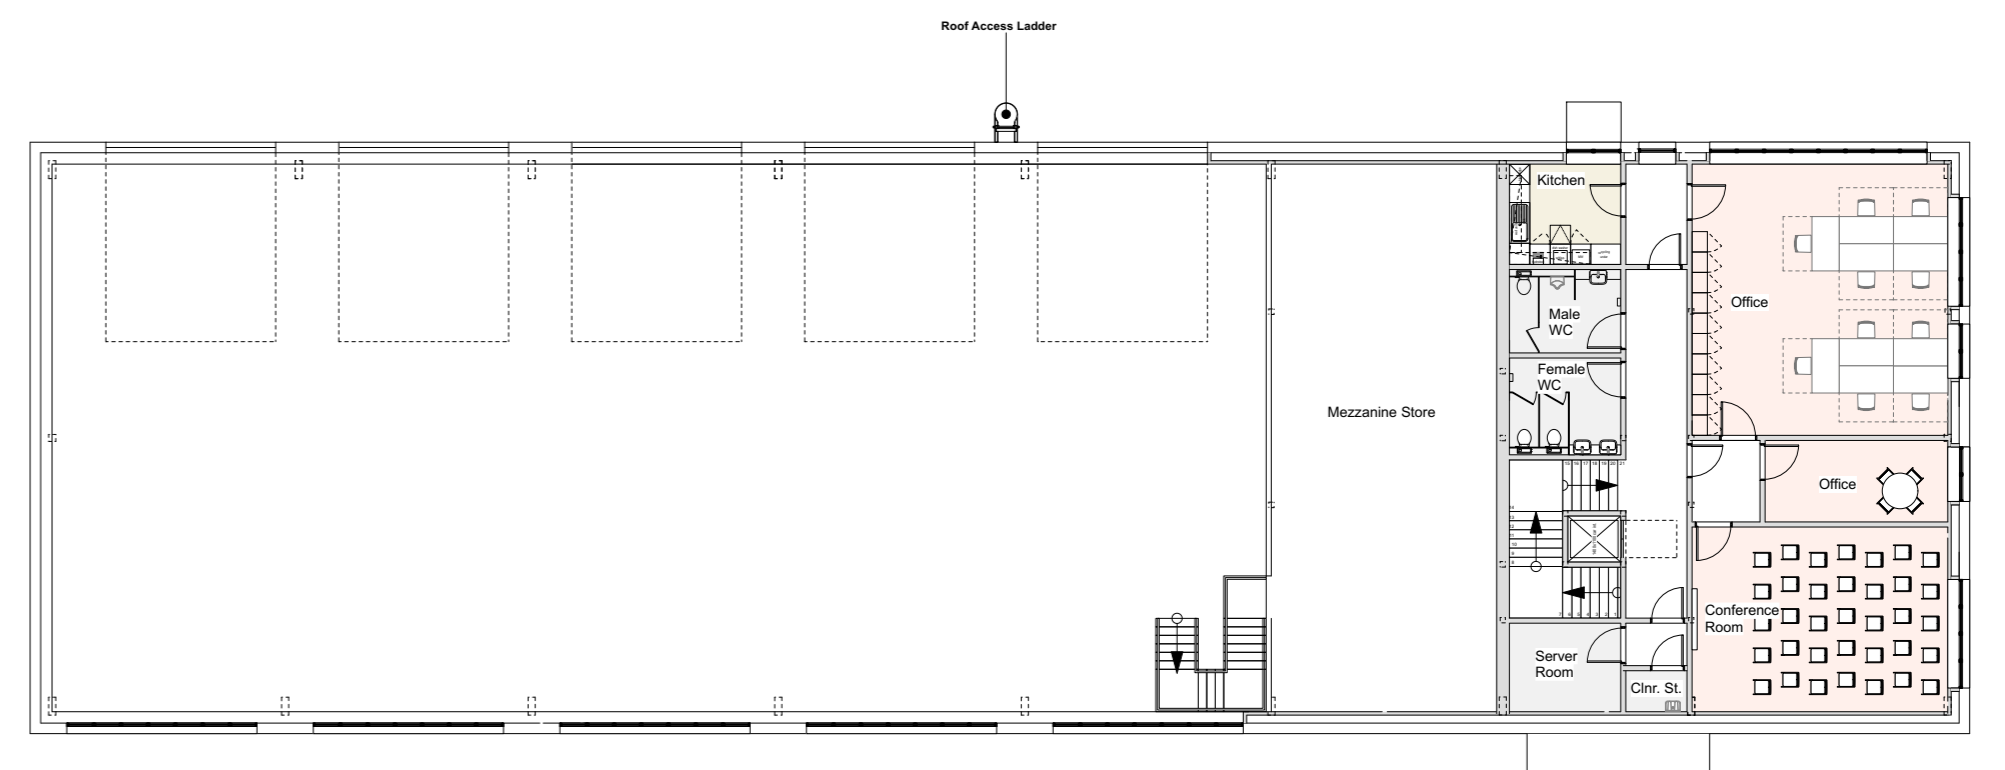 Roof Access Ladder
Kitchen
Male
WC
Female
WC
Office
Mezzanine Store
Office
Conference
Room
Server
Room
Clnr. St.